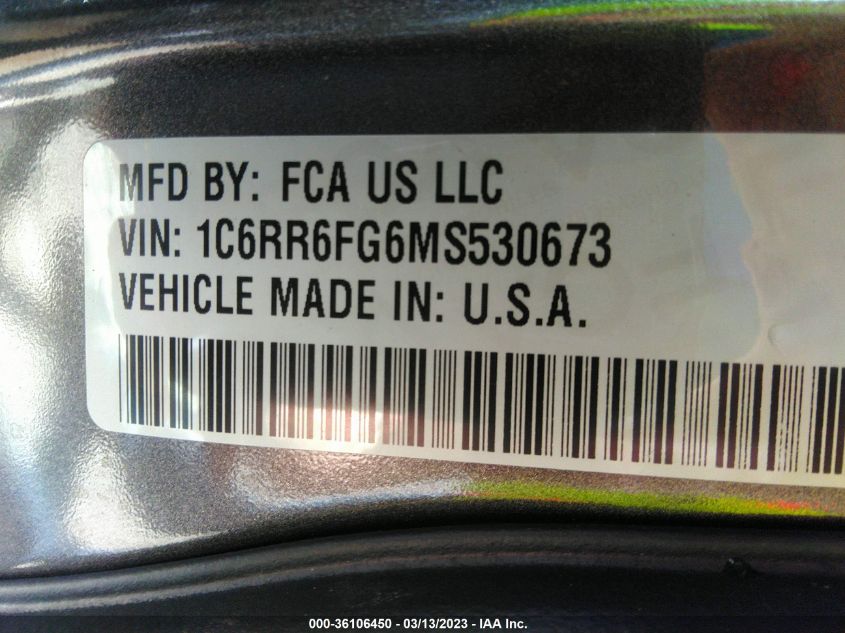 MFD BY: FCA US LLC
VIN: 1C6RR6FG6MS530673
VEHICLE MADE IN: U.S.A.
000-36106450 — 03/13/2023 — IAA Inc.